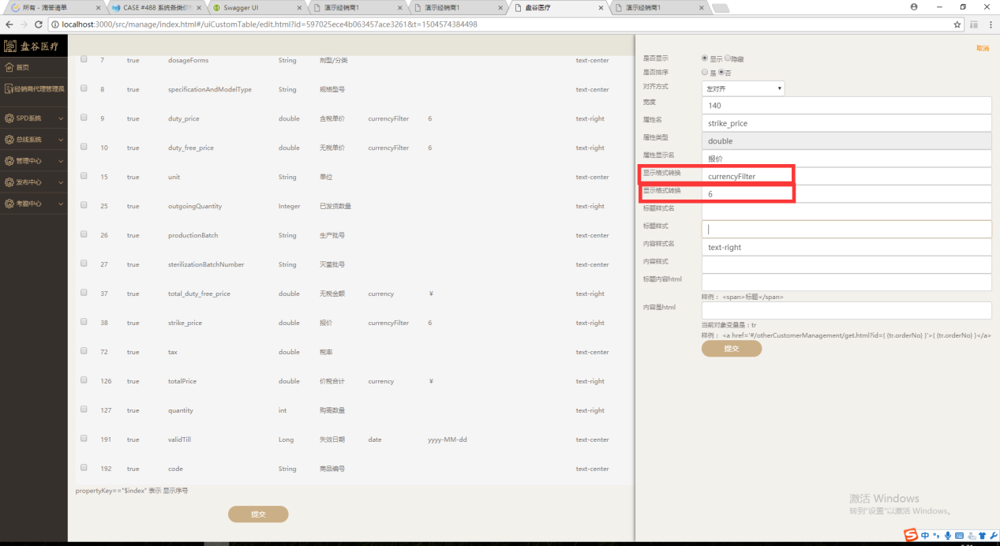 所有 - 滴答清单
CASE #488 系统各类价
Swagger UI
演示经销商1
演示经销商1
盘谷医疗
演示经销商1
localhost:3000/src/manage/index.html#/uiCustomTable/edit.html?id=597025ece4b063457ace3261&t=1504574384498
盘谷医疗
首页
经销商代理管理员
SPD系统
总线系统
管理中心
发布中心
考勤中心
7 true dosageForms String 剂型/分类 text-center
8 true specificationAndModelType String 规格型号 text-center
9 true duty_price double 含税单价 currencyFilter 6 text-right
10 true duty_free_price double 无税单价 currencyFilter 6 text-right
15 true unit String 单位 text-center
25 true outgoingQuantity Integer 已发货数量 text-right
26 true productionBatch String 生产批号 text-center
27 true sterilizationBatchNumber String 灭菌批号 text-center
37 true total_duty_free_price double 无税金额 currency ¥ text-right
38 true strike_price double 报价 currencyFilter 6 text-right
72 true tax double 税率 text-center
126 true totalPrice double 价税合计 currency ¥ text-right
127 true quantity int 购需数量 text-right
191 true validTill Long 失效日期 date yyyy-MM-dd text-center
192 true code String 商品编号 text-center
propertyKey=="$index" 表示 显示序号
提交
取消
是否显示 显示 隐藏
是否排序 是 否
对齐方式 左对齐
宽度 140
属性名 strike_price
属性类型 double
属性显示名 报价
显示格式转换 currencyFilter
显示格式转换 6
标题样式名
标题样式
内容样式名 text-right
内容样式
标题内容html
样例： <span>标题</span>
内容是html
当前对象变量是：tr
样例： <a href='#/otherCustomerManagement/get.html?id={ {tr.orderNo} }'>{ {tr.orderNo} }</a>
提交
激活 Windows
转到"设置"以激活 Windows。
中